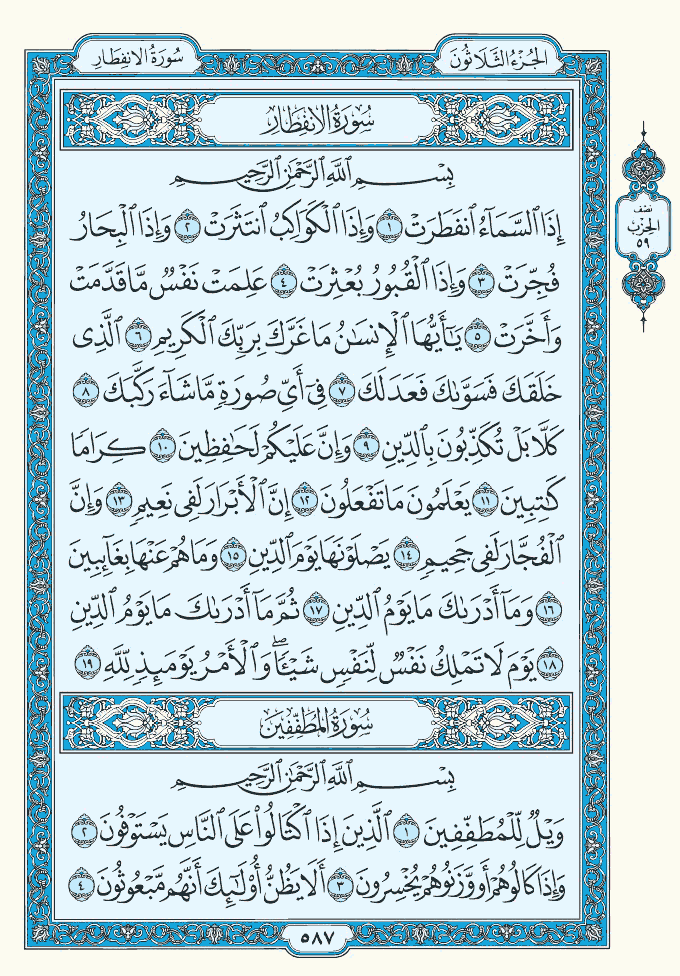 الجُزْءُ الثَّلَاثُونَ
سُورَةُ الانفِطَارِ
سُورَةُ الانفِطَارِ
بِسْمِ ٱللَّهِ ٱلرَّحْمَٰنِ ٱلرَّحِيمِ
إِذَا ٱلسَّمَآءُ ٱنفَطَرَتْ ١ وَإِذَا ٱلْكَوَاكِبُ ٱنتَثَرَتْ ٢ وَإِذَا ٱلْبِحَارُ
فُجِّرَتْ ٣ وَإِذَا ٱلْقُبُورُ بُعْثِرَتْ ٤ عَلِمَتْ نَفْسٌ مَّا قَدَّمَتْ
وَأَخَّرَتْ ٥ يَٰٓأَيُّهَا ٱلْإِنسَٰنُ مَا غَرَّكَ بِرَبِّكَ ٱلْكَرِيمِ ٦ ٱلَّذِى
خَلَقَكَ فَسَوَّىٰكَ فَعَدَلَكَ ٧ فِىٓ أَىِّ صُورَةٍ مَّا شَآءَ رَكَّبَكَ ٨
كَلَّا بَلْ تُكَذِّبُونَ بِٱلدِّينِ ٩ وَإِنَّ عَلَيْكُمْ لَحَٰفِظِينَ ١٠ كِرَامًا
كَٰتِبِينَ ١١ يَعْلَمُونَ مَا تَفْعَلُونَ ١٢ إِنَّ ٱلْأَبْرَارَ لَفِى نَعِيمٍ ١٣ وَإِنَّ
ٱلْفُجَّارَ لَفِى جَحِيمٍ ١٤ يَصْلَوْنَهَا يَوْمَ ٱلدِّينِ ١٥ وَمَا هُمْ عَنْهَا بِغَآئِبِينَ
١٦ وَمَآ أَدْرَىٰكَ مَا يَوْمُ ٱلدِّينِ ١٧ ثُمَّ مَآ أَدْرَىٰكَ مَا يَوْمُ ٱلدِّينِ
١٨ يَوْمَ لَا تَمْلِكُ نَفْسٌ لِّنَفْسٍ شَيْـًٔا ۖ وَٱلْأَمْرُ يَوْمَئِذٍ لِّلَّهِ ١٩
سُورَةُ المُطَفِّفِينَ
بِسْمِ ٱللَّهِ ٱلرَّحْمَٰنِ ٱلرَّحِيمِ
وَيْلٌ لِّلْمُطَفِّفِينَ ١ ٱلَّذِينَ إِذَا ٱكْتَالُوا۟ عَلَى ٱلنَّاسِ يَسْتَوْفُونَ ٢
وَإِذَا كَالُوهُمْ أَو وَّزَنُوهُمْ يُخْسِرُونَ ٣ أَلَا يَظُنُّ أُو۟لَٰٓئِكَ أَنَّهُم مَّبْعُوثُونَ ٤
نِصْف
الحِزْب
٥٩
٥٨٧